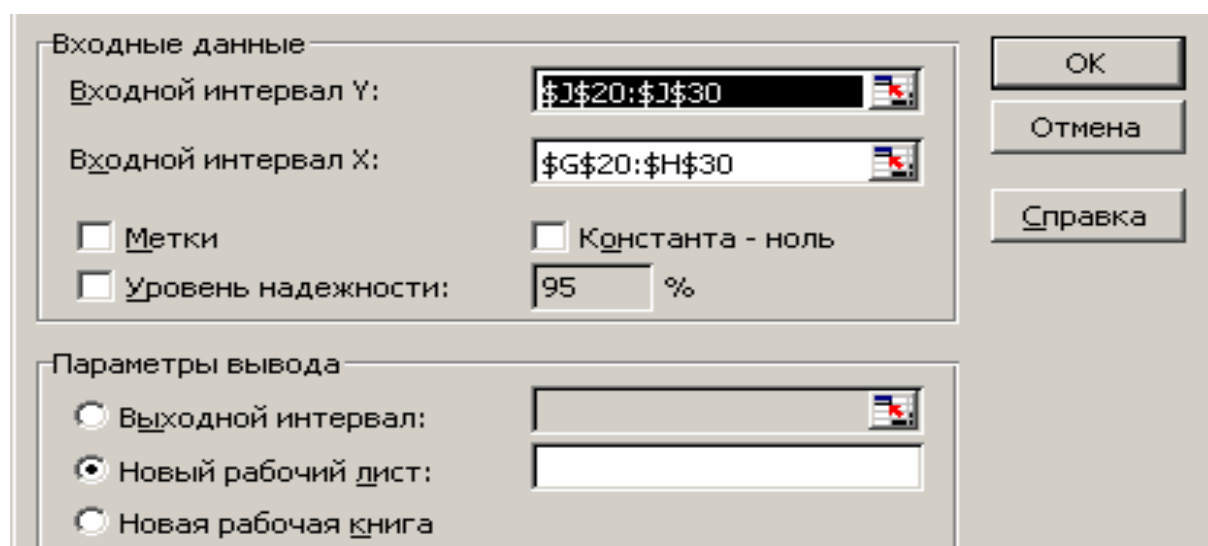 Входные данные
Входной интервал Y: $J$20:$J$30
Входной интервал X: $G$20:$H$30
Метки Константа - ноль
Уровень надежности: 95 %
Параметры вывода
Выходной интервал:
Новый рабочий лист:
Новая рабочая книга
ОК
Отмена
Справка